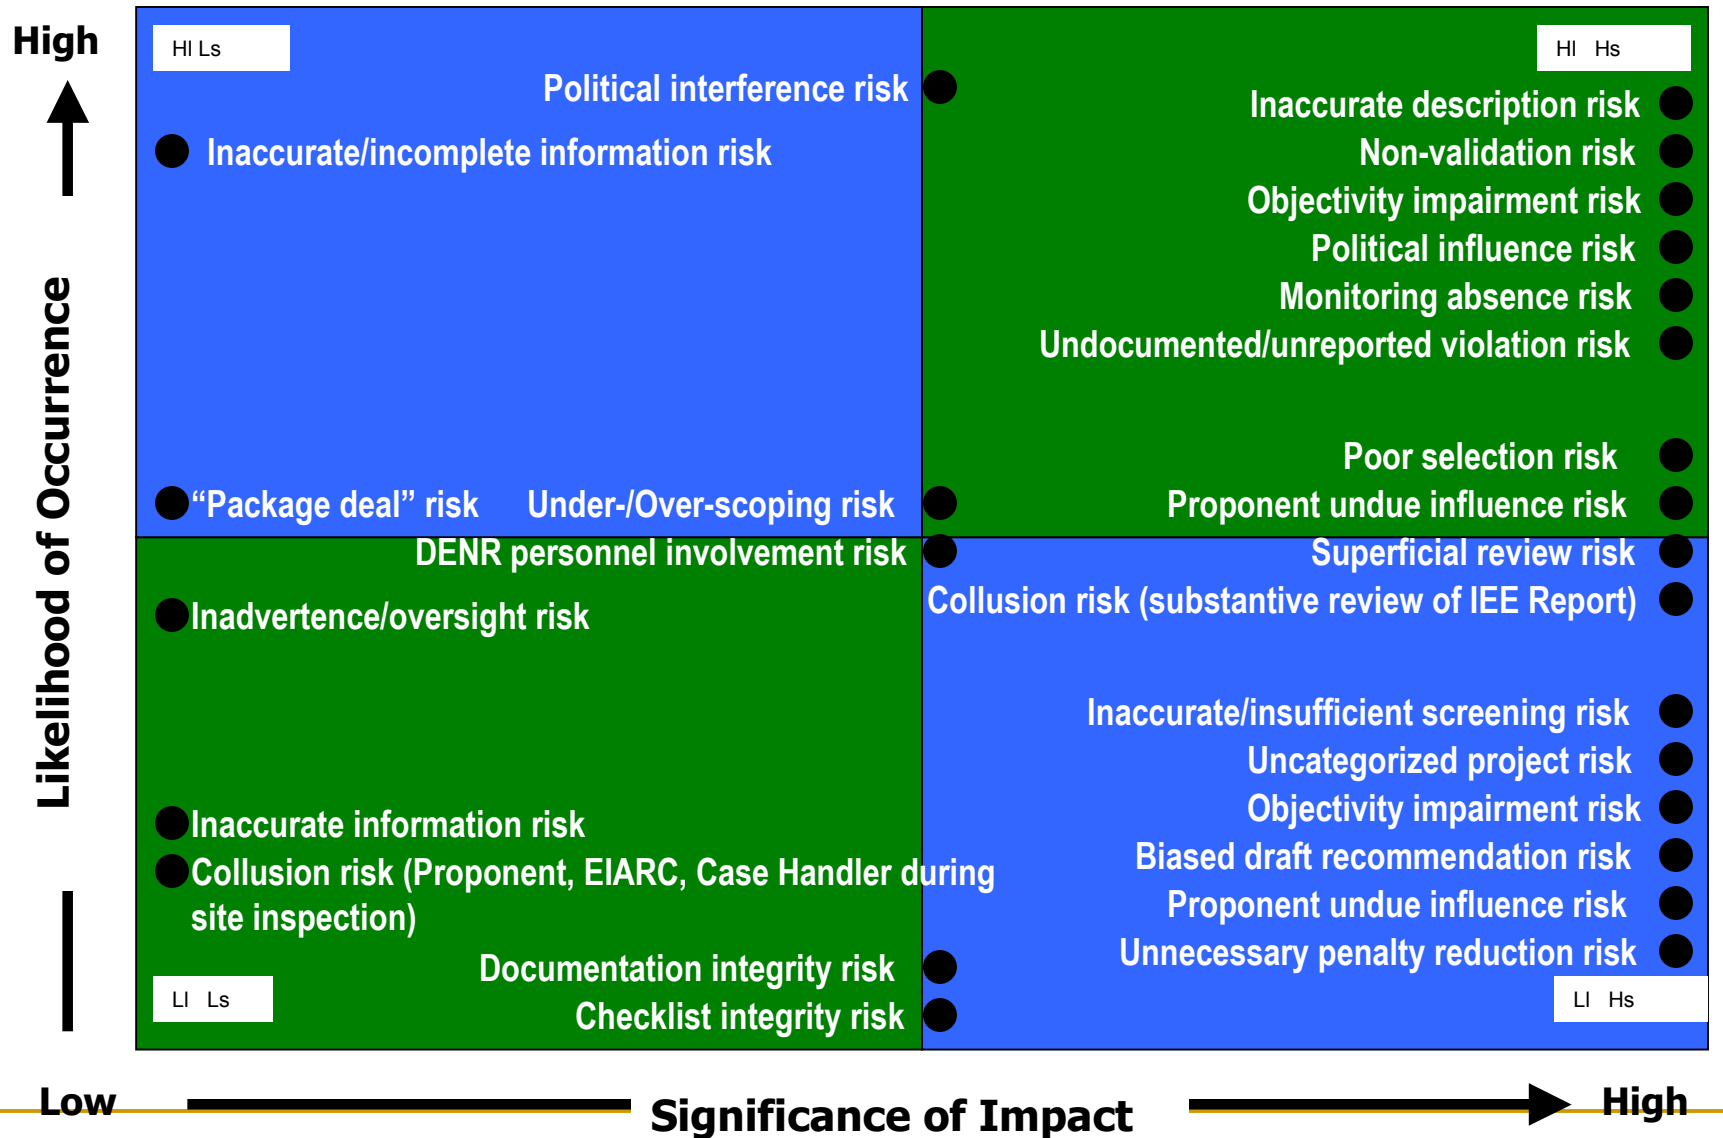 High
Hl Ls
Hl Hs
Political interference risk
Inaccurate description risk
Inaccurate/incomplete information risk
Non-validation risk
Objectivity impairment risk
Political influence risk
Monitoring absence risk
Undocumented/unreported violation risk
Likelihood of Occurrence
Poor selection risk
“Package deal” risk
Under-/Over-scoping risk
Proponent undue influence risk
DENR personnel involvement risk
Superficial review risk
Collusion risk (substantive review of IEE Report)
Inadvertence/oversight risk
Inaccurate/insufficient screening risk
Uncategorized project risk
Objectivity impairment risk
Inaccurate information risk
Biased draft recommendation risk
Collusion risk (Proponent, EIARC, Case Handler during
site inspection)
Proponent undue influence risk
Unnecessary penalty reduction risk
Documentation integrity risk
Ll Ls
Ll Hs
Checklist integrity risk
Low
Significance of Impact
High